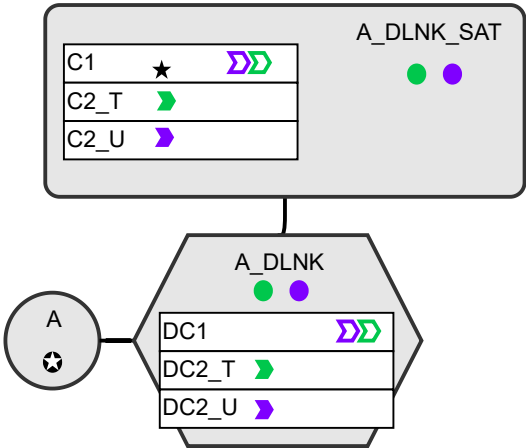 A_DLNK_SAT
C1
C2_T
C2_U
A_DLNK
A
DC1
DC2_T
DC2_U